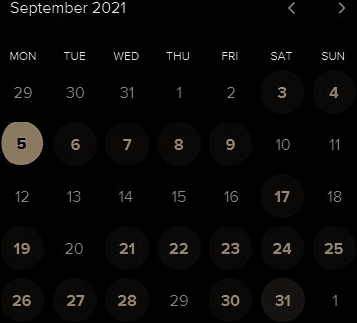 September 2021
MON TUE WED THU FRI SAT SUN
29 30 31 1 2 3 4
5 6 7 8 9 10 11
12 13 14 15 16 17 18
19 20 21 22 23 24 25
26 27 28 29 30 31 1